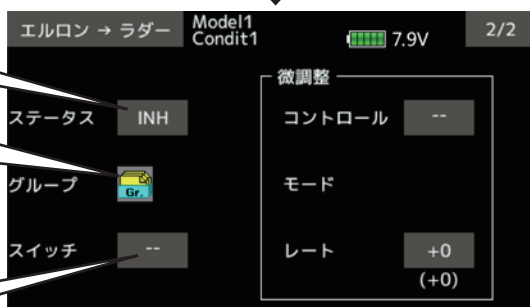 エルロン → ラダー
Model1
Condit1
7.9V
2/2
ステータス
INH
グループ
Gr.
スイッチ
--
微調整
コントロール
--
モード
レート
+0
(+0)